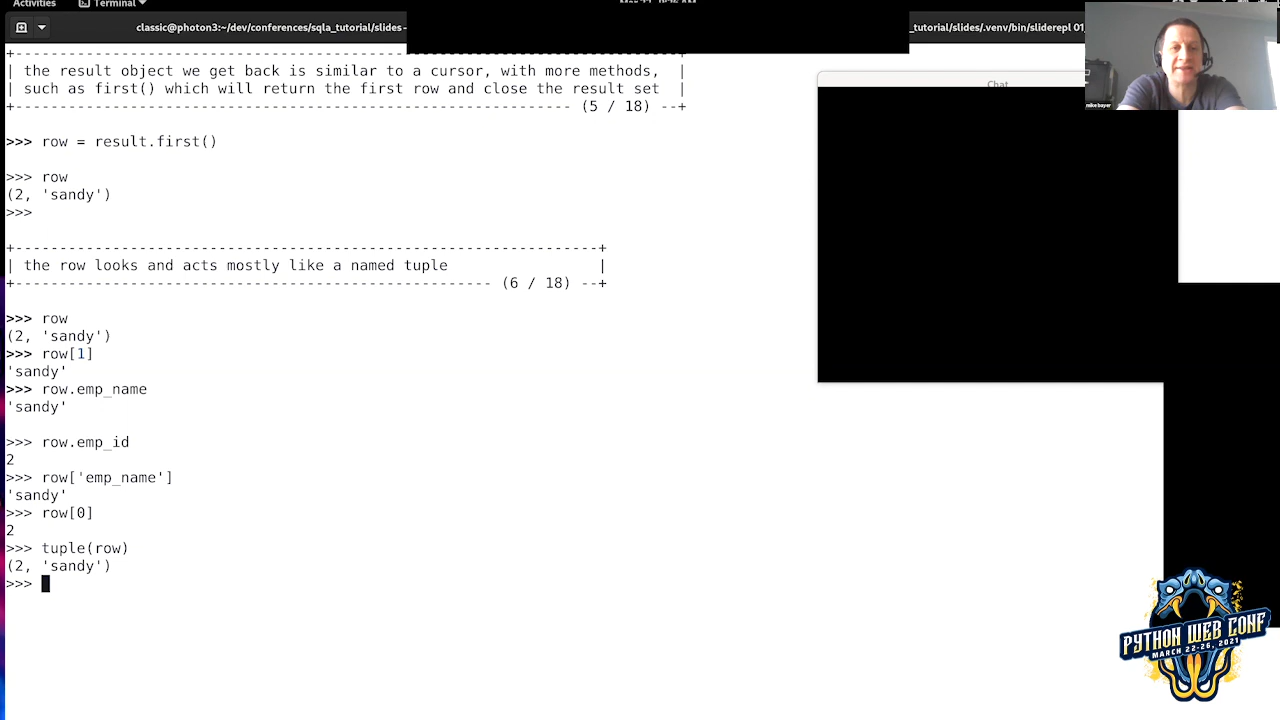 Activities
Terminal
classic@photon3:~/dev/conferences/sqla_tutorial/slides
_tutorial/slides/.venv/bin/sliderepl 01
Chat
mike bayer
+------------------------------------------------------------------ +
| the result object we get back is similar to a cursor, with more methods, |
| such as first() which will return the first row and close the result set |
+--------------------------------------------------------------- (5 / 18) --+
>>> row = result.first()
>>> row
(2, 'sandy')
>>>
+------------------------------------------------------------------+
| the row looks and acts mostly like a named tuple |
+------------------------------------------------------ (6 / 18) --+
>>> row
(2, 'sandy')
>>> row[1]
'sandy'
>>> row.emp_name
'sandy'
>>> row.emp_id
2
>>> row['emp_name']
'sandy'
>>> row[0]
2
>>> tuple(row)
(2, 'sandy')
>>>
PYTHON WEB CONF
MARCH 22-26, 2021